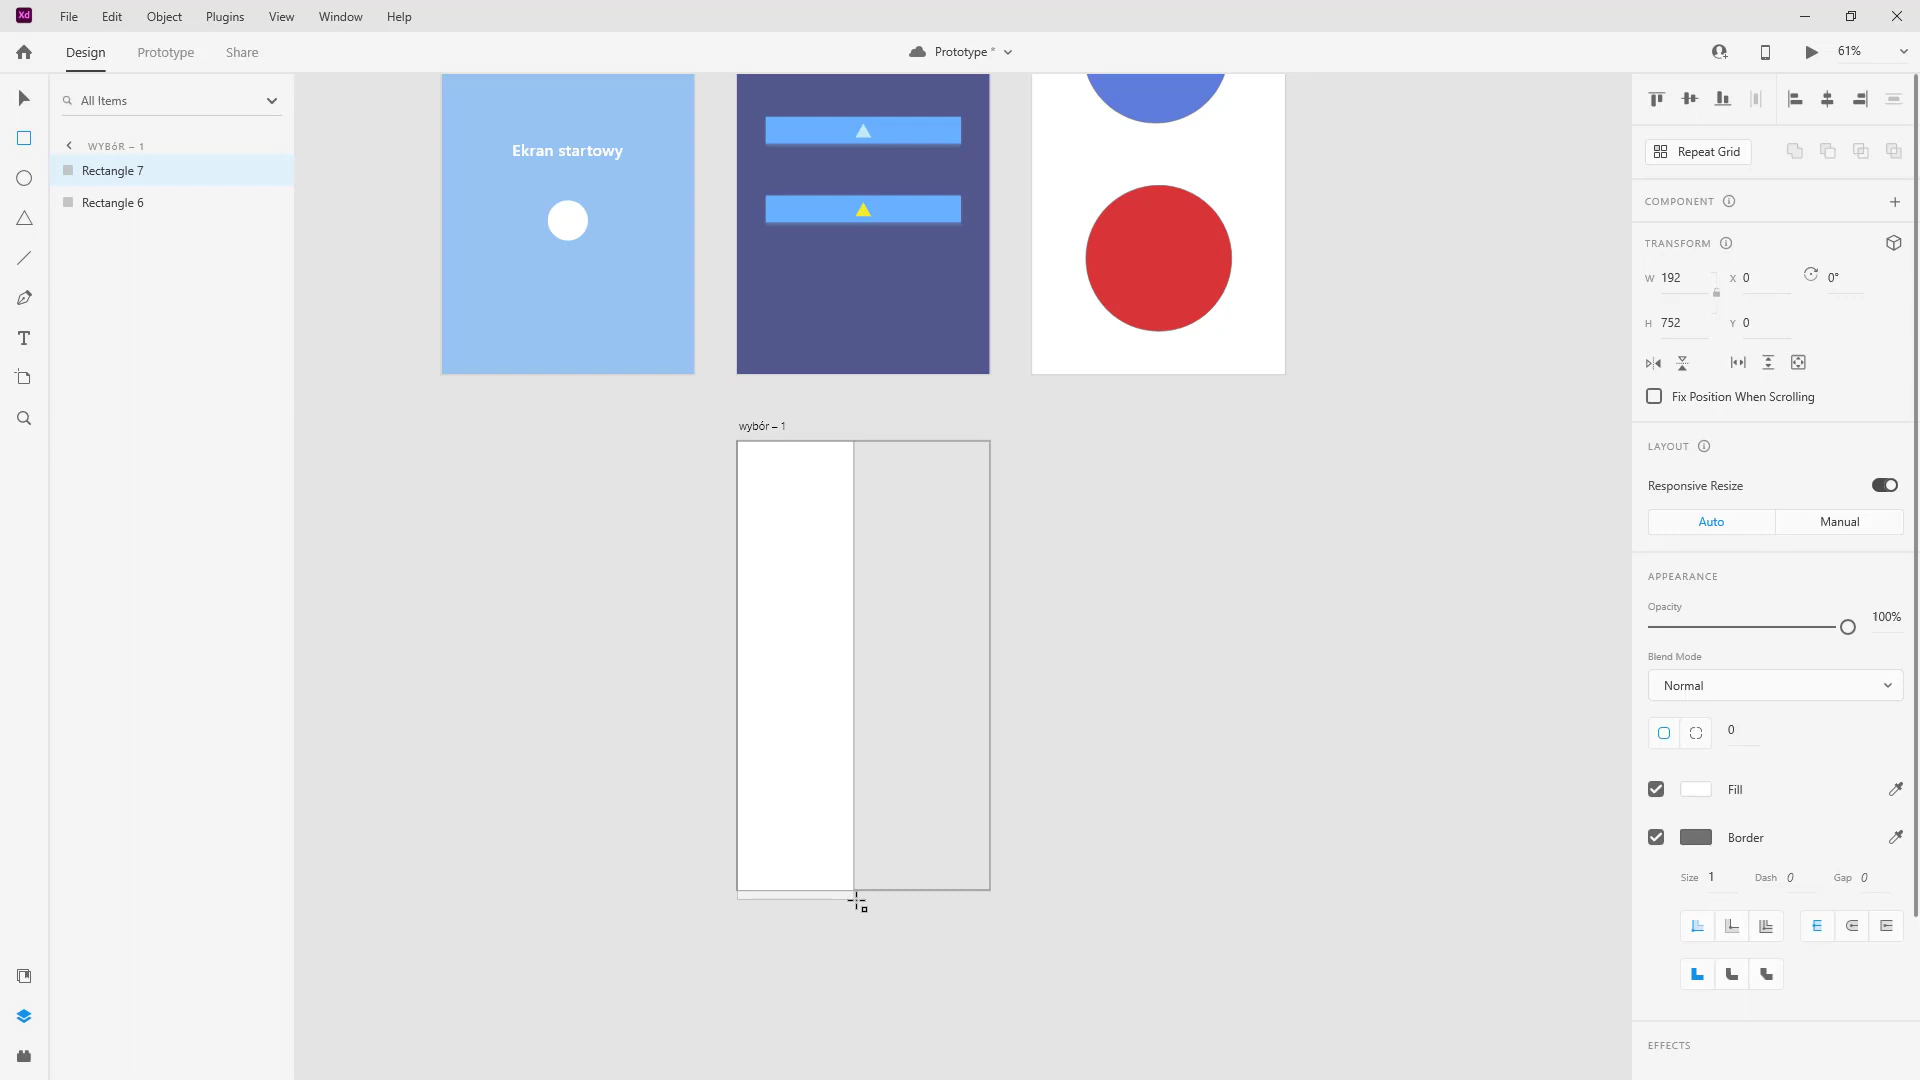 Xd File Edit Object Plugins View Window Help
Design Prototype Share Prototype * 61%
All Items
WYBóR – 1
Rectangle 7
Rectangle 6
Ekran startowy
wybór – 1
Repeat Grid
COMPONENT
TRANSFORM
W 192 X 0 0°
H 752 Y 0
Fix Position When Scrolling
LAYOUT
Responsive Resize
Auto Manual
APPEARANCE
Opacity
100%
Blend Mode
Normal
0
Fill
Border
Size 1 Dash 0 Gap 0
EFFECTS